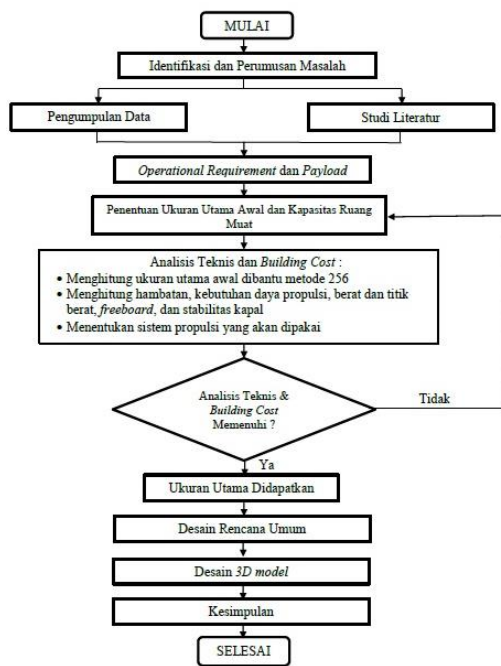 MULAI
Identifikasi dan Perumusan Masalah
Pengumpulan Data
Studi Literatur
Operational Requirement dan Payload
Penentuan Ukuran Utama Awal dan Kapasitas Ruang
Muat
Analisis Teknis dan Building Cost :
• Menghitung ukuran utama awal dibantu metode 256
• Menghitung hambatan, kebutuhan daya propulsi, berat dan titik
berat, freeboard, dan stabilitas kapal
• Menentukan sistem propulsi yang akan dipakai
Analisis Teknis &
Building Cost
Memenuhi ?
Tidak
Ya
Ukuran Utama Didapatkan
Desain Rencana Umum
Desain 3D model
Kesimpulan
SELESAI